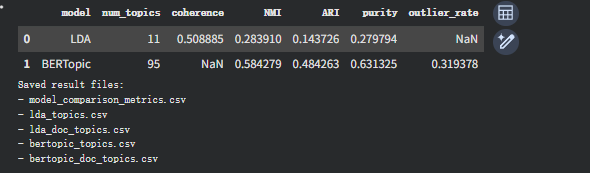 model num_topics coherence NMI ARI purity outlier_rate
0 LDA 11 0.508885 0.283910 0.143726 0.279794 NaN
1 BERTopic 95 NaN 0.584279 0.484263 0.631325 0.319378
Saved result files:
- model_comparison_metrics.csv
- lda_topics.csv
- lda_doc_topics.csv
- bertopic_topics.csv
- bertopic_doc_topics.csv